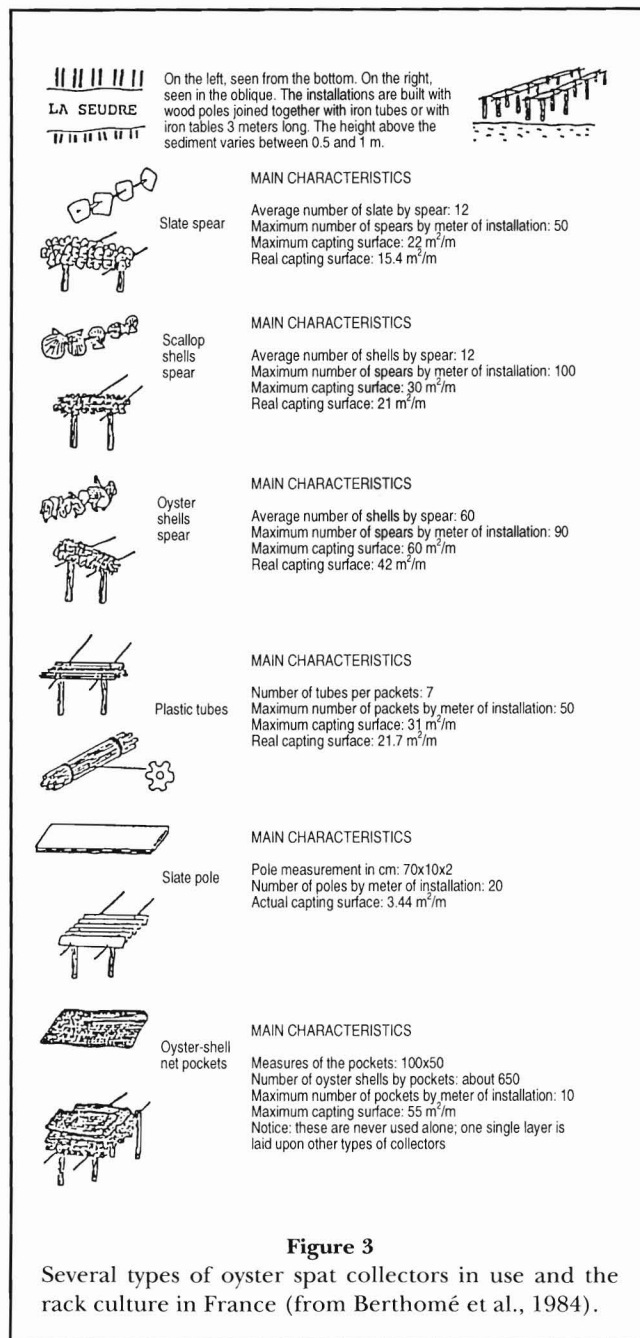 On the left, seen from the bottom. On the right,
seen in the oblique. The installations are built with
wood poles joined together with iron tubes or with
iron tables 3 meters long. The height above the
sediment varies between 0.5 and 1 m.
LA SEUDRE
MAIN CHARACTERISTICS
Slate spear
Average number of slate by spear: 12
Maximum number of spears by meter of installation: 50
Maximum capting surface: 22 m²/m
Real capting surface: 15.4 m²/m
MAIN CHARACTERISTICS
Scallop
shells
spear
Average number of shells by spear: 12
Maximum number of spears by meter of installation: 100
Maximum capting surface: 30 m²/m
Real capting surface: 21 m²/m
MAIN CHARACTERISTICS
Oyster
shells
spear
Average number of shells by spear: 60
Maximum number of spears by meter of installation: 90
Maximum capting surface: 60 m²/m
Real capting surface: 42 m²/m
MAIN CHARACTERISTICS
Plastic tubes
Number of tubes per packets: 7
Maximum number of packets by meter of installation: 50
Maximum capting surface: 31 m²/m
Real capting surface: 21.7 m²/m
MAIN CHARACTERISTICS
Slate pole
Pole measurement in cm: 70x10x2
Number of poles by meter of installation: 20
Actual capting surface: 3.44 m²/m
MAIN CHARACTERISTICS
Oyster-shell
net pockets
Measures of the pockets: 100x50
Number of oyster shells by pockets: about 650
Maximum number of pockets by meter of installation: 10
Maximum capting surface: 55 m²/m
Notice: these are never used alone; one single layer is
laid upon other types of collectors
Figure 3
Several types of oyster spat collectors in use and the
rack culture in France (from Berthomé et al., 1984).